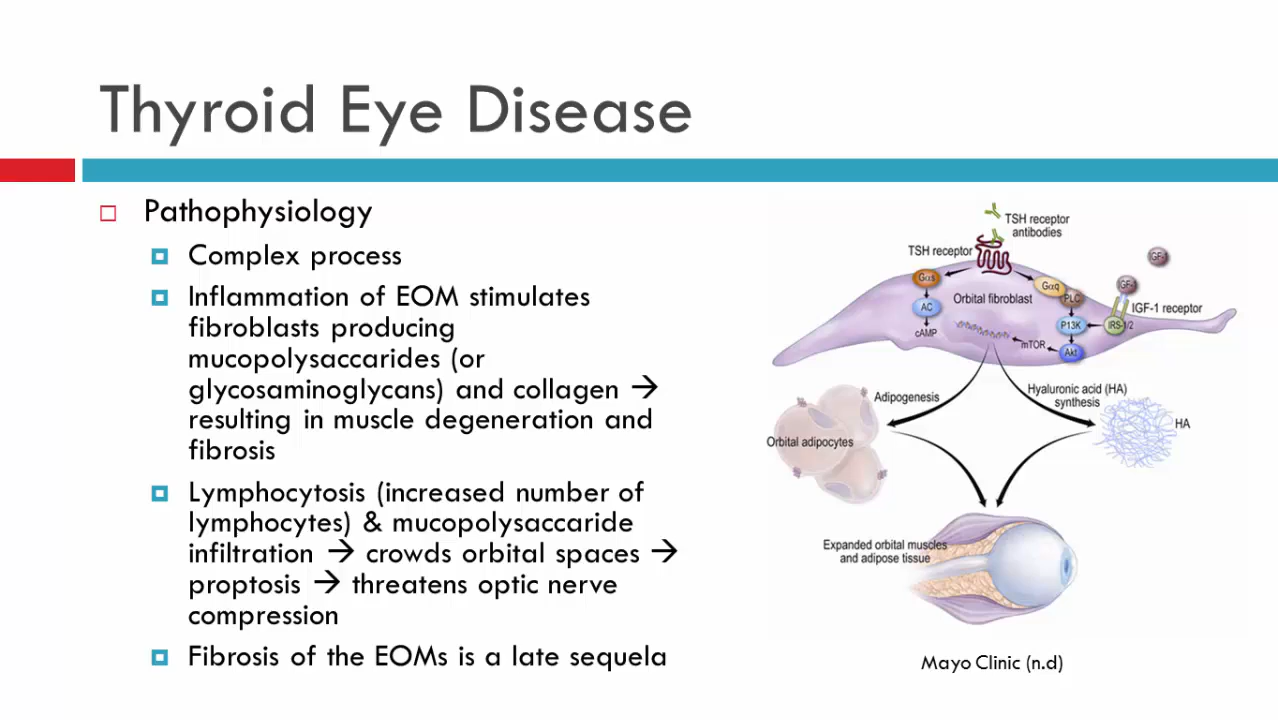 Thyroid Eye Disease
Pathophysiology
Complex process
Inflammation of EOM stimulates
fibroblasts producing
mucopolysaccarides (or
glycosaminoglycans) and collagen →
resulting in muscle degeneration and
fibrosis
Lymphocytosis (increased number of
lymphocytes) & mucopolysaccaride
infiltration → crowds orbital spaces →
proptosis → threatens optic nerve
compression
Fibrosis of the EOMs is a late sequela
TSH receptor
antibodies
TSH receptor
Gαs
AC
cAMP
Orbital fibroblast
Gαq
PLC
P13K
IRS-1/2
mTOR
Akt
IGF-1 receptor
Adipogenesis
Hyaluronic acid (HA)
synthesis
HA
Orbital adipocytes
Expanded orbital muscles
and adipose tissue
Mayo Clinic (n.d)